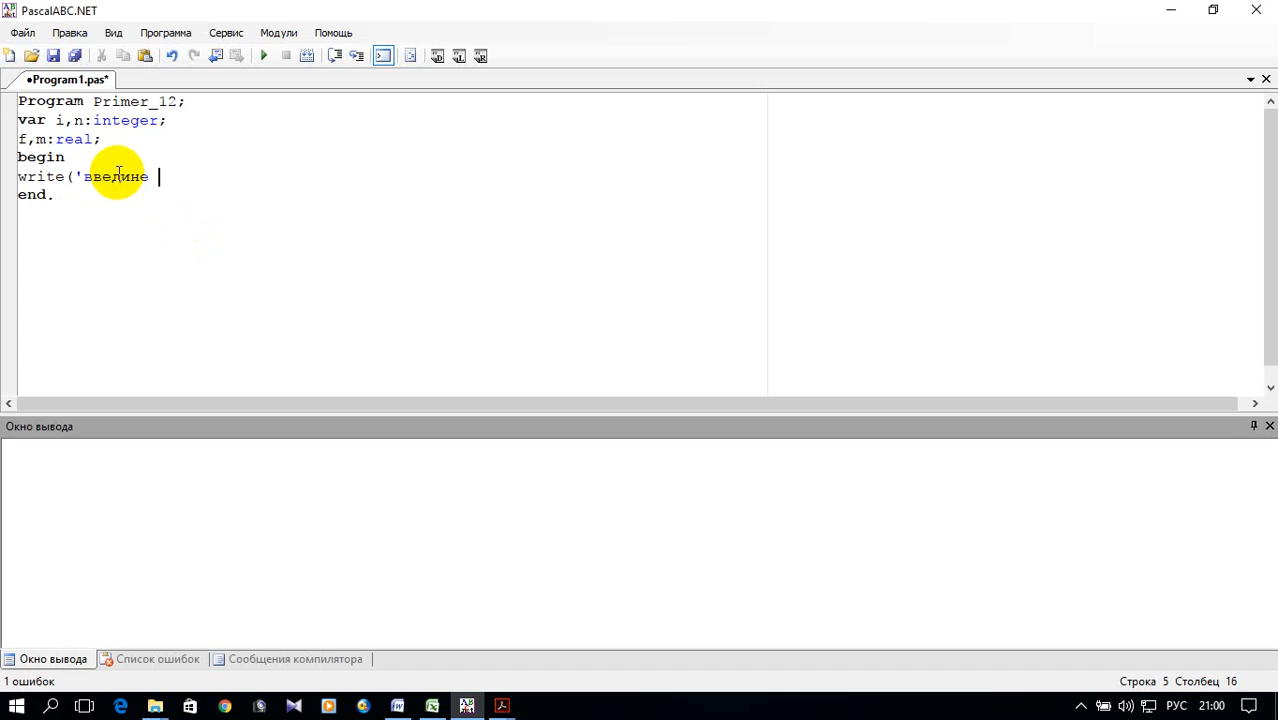 PascalABC.NET
Файл Правка Вид Программа Сервис Модули Помощь
•Program1.pas*
Program Primer_12;
var i,n:integer;
f,m:real;
begin
write('введине
end.
Окно вывода
Окно вывода Список ошибок Сообщения компилятора
1 ошибок Строка 5 Столбец 16
РУС 21:00